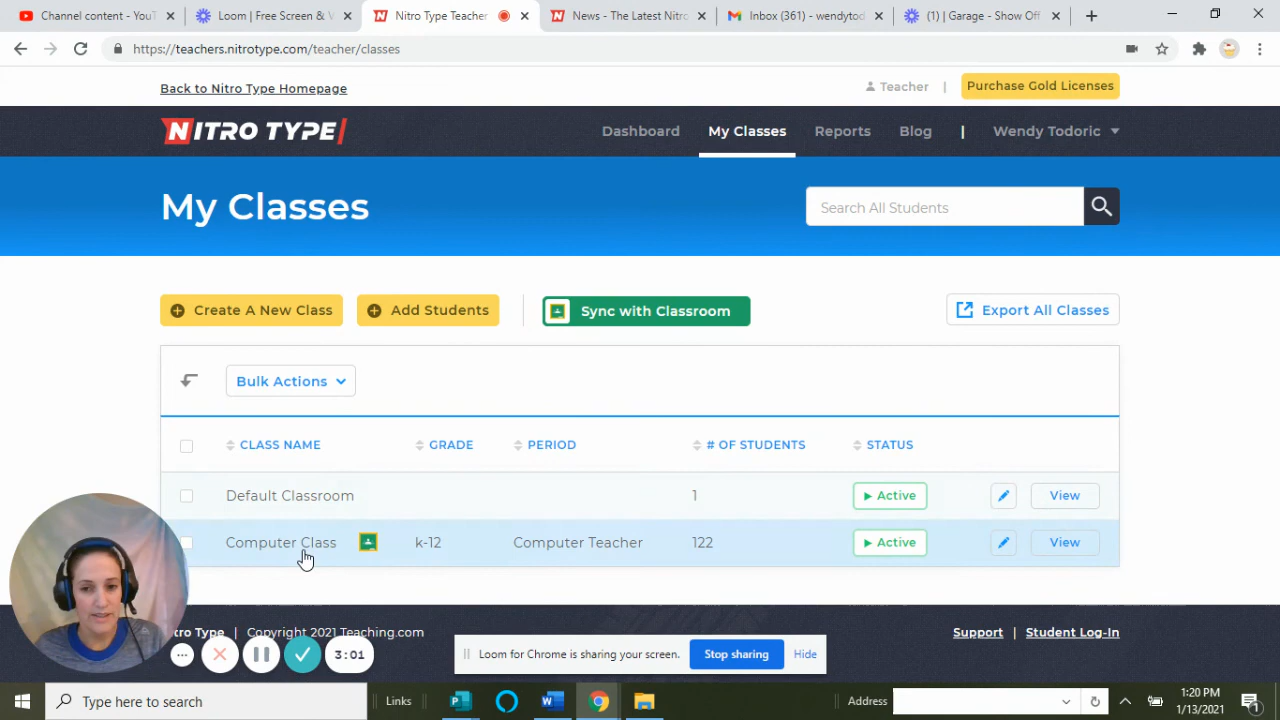 Channel content - YouT
Loom | Free Screen & V
Nitro Type Teacher
News - The Latest Nitro
Inbox (361) - wendytod
(1) | Garage - Show Off
https://teachers.nitrotype.com/teacher/classes
Back to Nitro Type Homepage
Teacher |
Purchase Gold Licenses
NITRO TYPE
Dashboard
My Classes
Reports
Blog
|
Wendy Todoric
My Classes
Search All Students
Create A New Class
Add Students
Sync with Classroom
Export All Classes
Bulk Actions
CLASS NAME GRADE PERIOD # OF STUDENTS STATUS
Default Classroom 1 Active View
Computer Class k-12 Computer Teacher 122 Active View
itro Type | Copyright 2021 Teaching.com
Support | Student Log-In
3:01
Loom for Chrome is sharing your screen.
Stop sharing
Hide
Type here to search
Links
Address
1:20 PM
1/13/2021
1